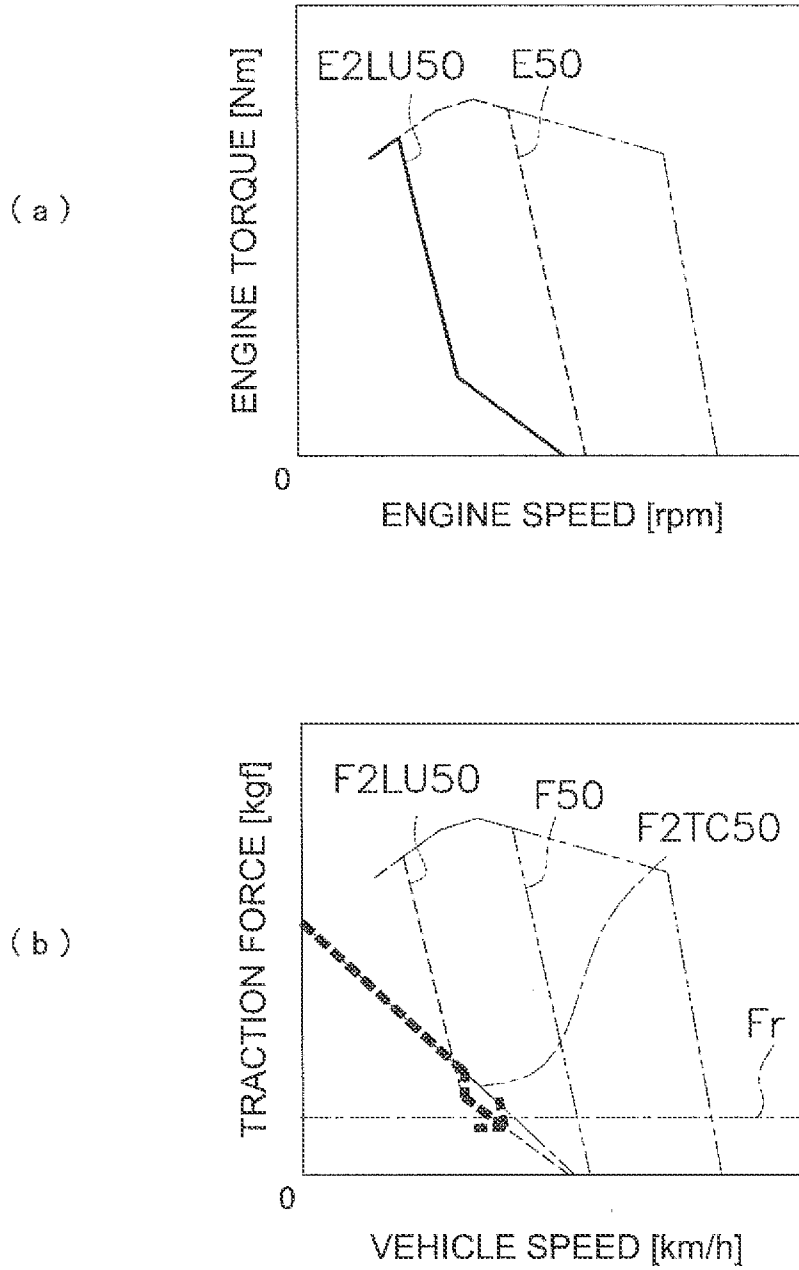 (a)
ENGINE TORQUE [Nm]
E2LU50
E50
0
ENGINE SPEED [rpm]
(b)
TRACTION FORCE [kgf]
F2LU50
F50
F2TC50
Fr
0
VEHICLE SPEED [km/h]